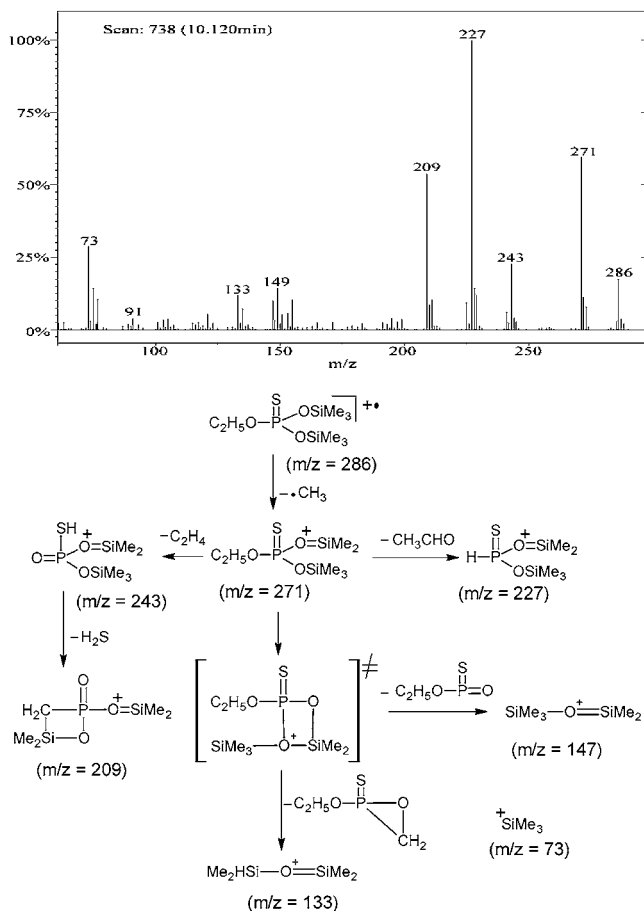 Scan: 738 (10.120min)
100%
75%
50%
25%
0%
73
91
133
149
209
227
243
271
286
100
150
200
250
m/z
S
+•
OSiMe3
C2H5O-P
OSiMe3
(m/z = 286)
-•CH3
SH
+
O=P
O=SiMe2
OSiMe3
(m/z = 243)
-C2H4
S
+
C2H5O-P
O=SiMe2
OSiMe3
(m/z = 271)
-CH3CHO
S
+
H-P
O=SiMe2
OSiMe3
(m/z = 227)
-H2S
O
+
H2C
P-O=SiMe2
Me2Si-O
(m/z = 209)
S
≠
C2H5O-P
O
+
SiMe3
O
SiMe2
-C2H5O-P
S
O
+
SiMe3-O=SiMe2
(m/z = 147)
S
-C2H5O-P
O
CH2
+
SiMe3
(m/z = 73)
+
Me2HSi-O=SiMe2
(m/z = 133)